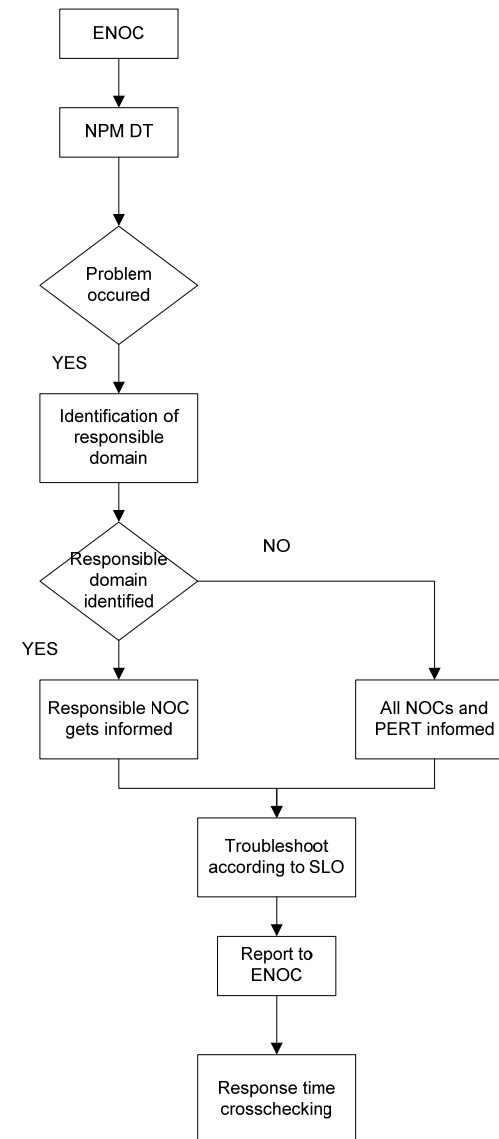 ENOC
NPM DT
Problem
occured
YES
Identification of
responsible
domain
NO
Responsible
domain
identified
YES
Responsible NOC
gets informed
All NOCs and
PERT informed
Troubleshoot
according to SLO
Report to
ENOC
Response time
crosschecking